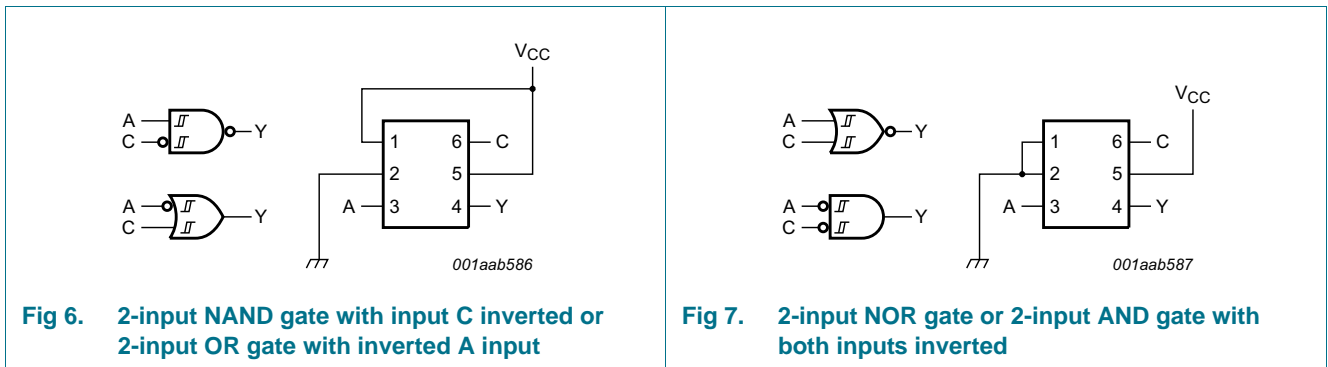 VCC
A
C
Y
1
2
3
6
5
4
C
A
Y
A
C
Y
001aab586
Fig 6. 2-input NAND gate with input C inverted or
2-input OR gate with inverted A input
VCC
A
C
Y
1
2
3
6
5
4
C
A
Y
A
C
Y
001aab587
Fig 7. 2-input NOR gate or 2-input AND gate with
both inputs inverted